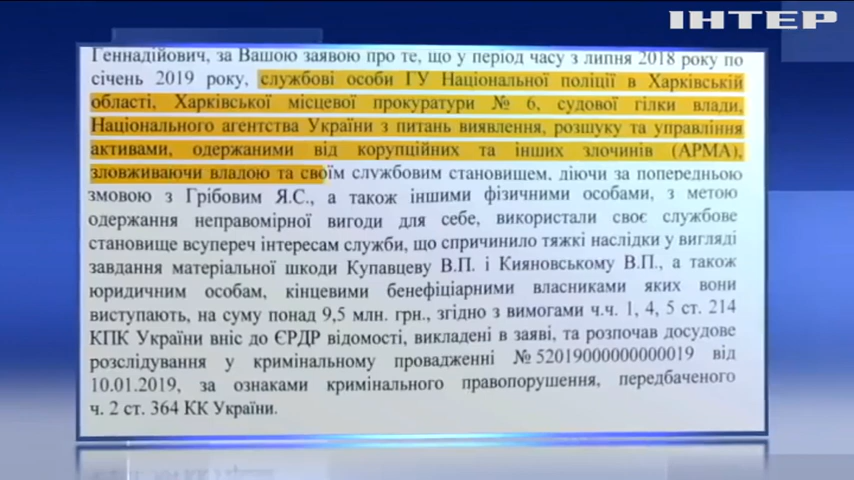 ІНТЕР
Геннадійович, за Вашою заявою про те, що у період часу з липня 2018 року по
січень 2019 року, службові особи ГУ Національної поліції в Харківській
області, Харківської місцевої прокуратури № 6, судової гілки влади,
Національного агентства України з питань виявлення, розшуку та управління
активами, одержаними від корупційних та інших злочинів (АРМА),
зловживаючи владою та своїм службовим становищем, діючи за попередньою
змовою з Грібовим Я.С., а також іншими фізичними особами, з метою
одержання неправомірної вигоди для себе, використали своє службове
становище всупереч інтересам служби, що спричинило тяжкі наслідки у вигляді
завдання матеріальної шкоди Купавцеву В.П. і Кияновському В.П., а також
юридичним особам, кінцевими бенефіціарними власниками яких вони
виступають, на суму понад 9,5 млн. грн., згідно з вимогами ч.ч. 1, 4, 5 ст. 214
КПК України вніс до ЄРДР відомості, викладені в заяві, та розпочав досудове
розслідування у кримінальному провадженні №52019000000000019 від
10.01.2019, за ознаками кримінального правопорушення, передбаченого
ч. 2 ст. 364 КК України.